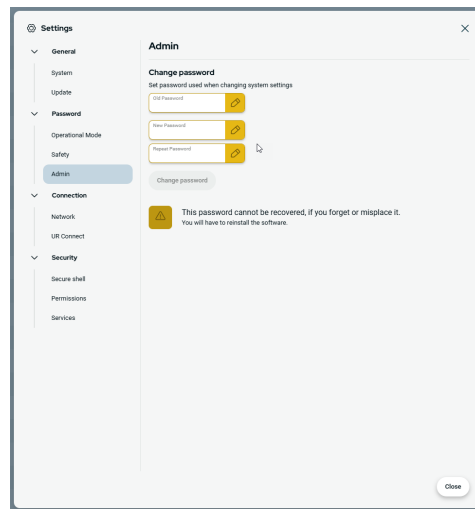 Settings
General
System
Update
Password
Operational Mode
Safety
Admin
Connection
Network
UR Connect
Security
Secure shell
Permissions
Services
Admin
Change password
Set password used when changing system settings
Old Password
New Password
Repeat Password
Change password
This password cannot be recovered, if you forget or misplace it.
You will have to reinstall the software.
Close